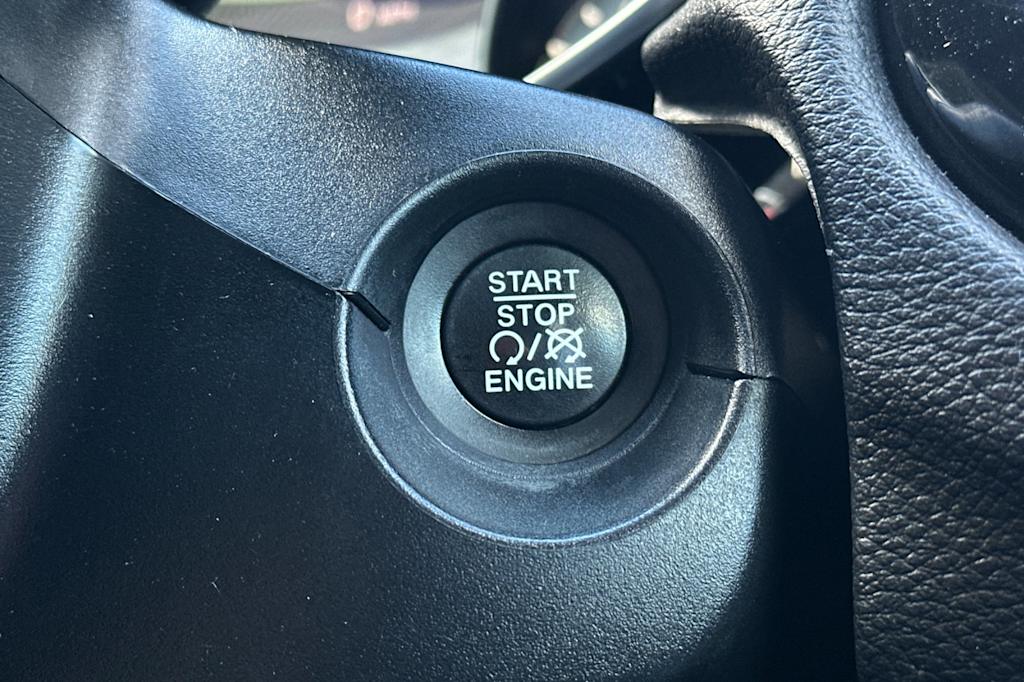 START
STOP
/
ENGINE